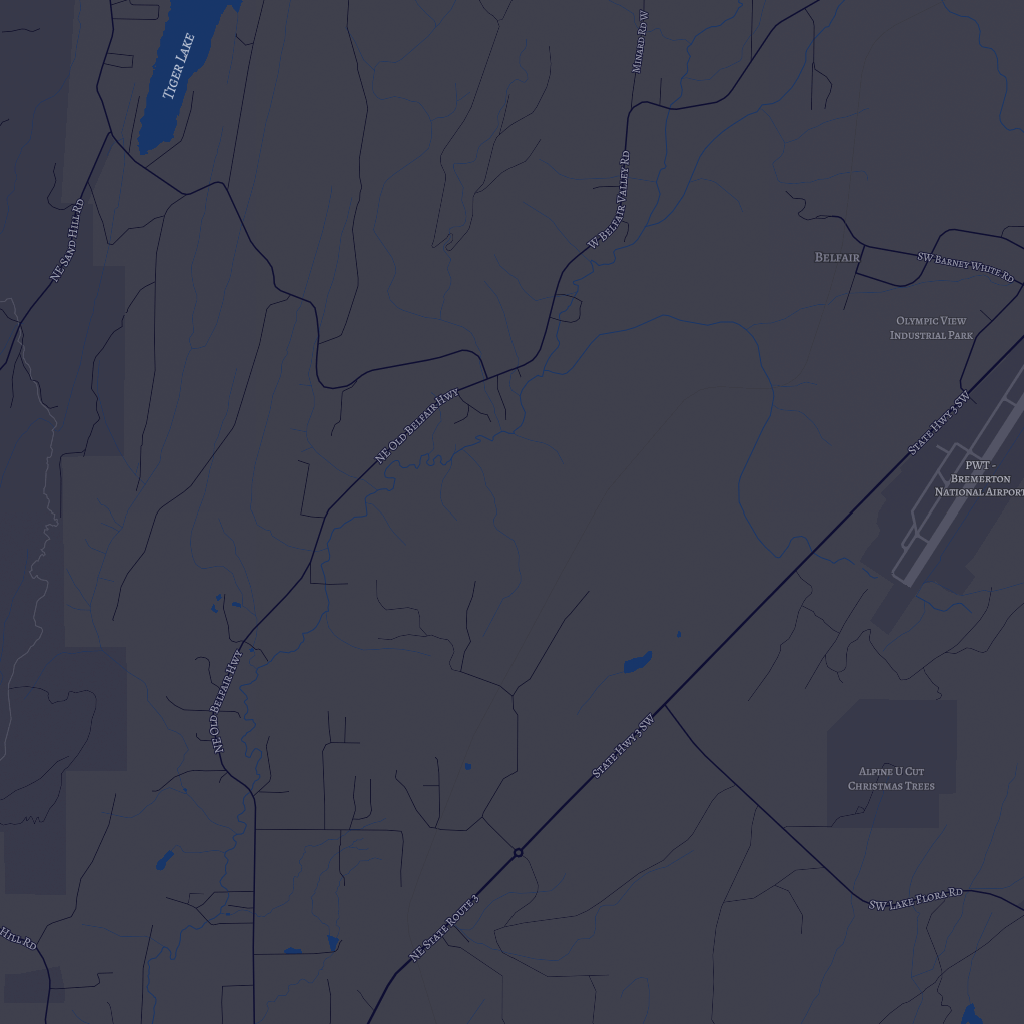 Tiger Lake
Minard Rd W
W Belfair Valley Rd
NE Sand Hill Rd
Belfair
SW Barney White Rd
Olympic View
Industrial Park
NE Old Belfair Hwy
State Hwy 3 SW
PWT -
Bremerton
National Airport
NE Old Belfair Hwy
State Hwy 3 SW
Alpine U Cut
Christmas Trees
SW Lake Flora Rd
NE State Route 3
Hill Rd